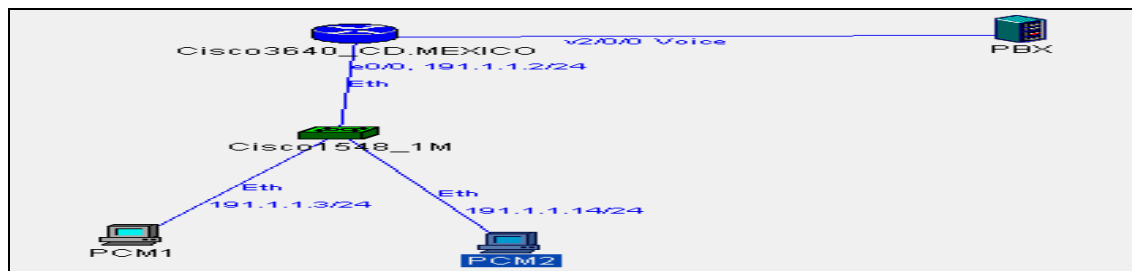 Cisco3640_CD.MEXICO
v2/0/0 Voice
PBX
e0/0, 191.1.1.2/24
Eth
Cisco1548_1M
Eth
191.1.1.3/24
Eth
191.1.1.14/24
PCM1
PCM2